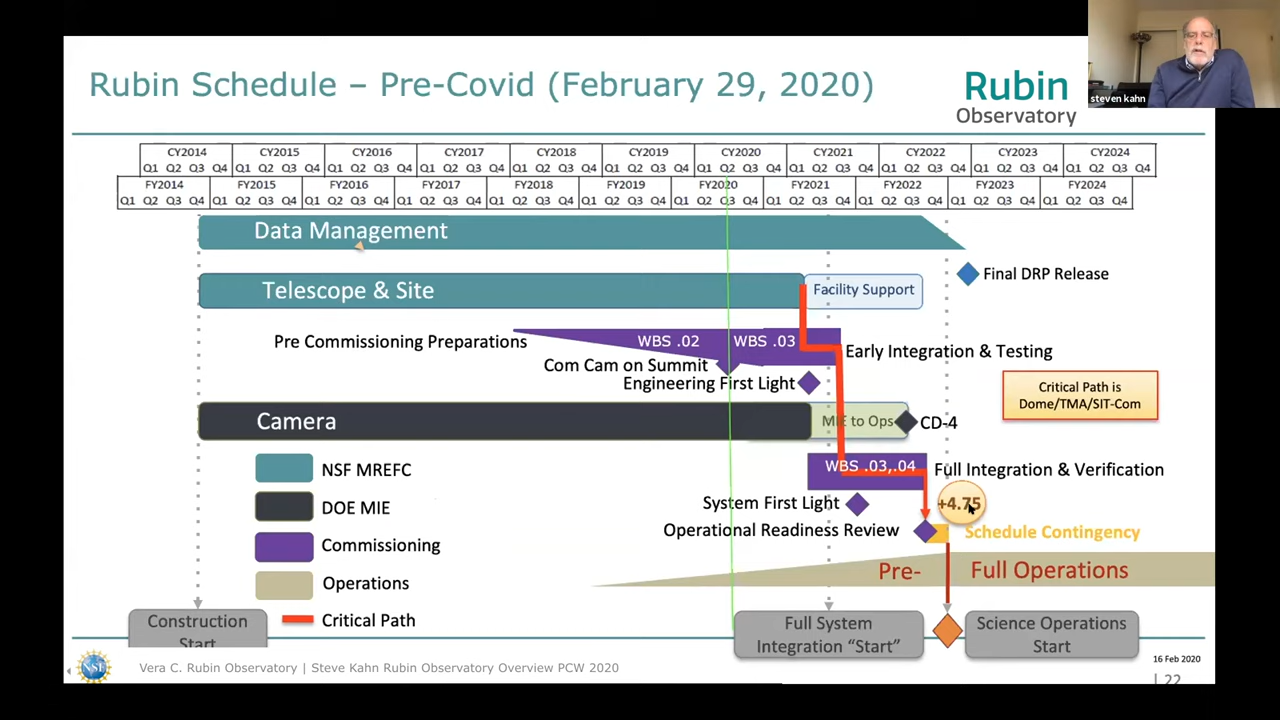 steven kahn
Rubin Schedule – Pre-Covid (February 29, 2020)
Rubin
Observatory
CY2014 CY2015 CY2016 CY2017 CY2018 CY2019 CY2020 CY2021 CY2022 CY2023 CY2024
Q1 Q2 Q3 Q4 Q1 Q2 Q3 Q4 Q1 Q2 Q3 Q4 Q1 Q2 Q3 Q4 Q1 Q2 Q3 Q4 Q1 Q2 Q3 Q4 Q1 Q2 Q3 Q4 Q1 Q2 Q3 Q4 Q1 Q2 Q3 Q4 Q1 Q2 Q3 Q4 Q1 Q2 Q3 Q4
FY2014 FY2015 FY2016 FY2017 FY2018 FY2019 FY2020 FY2021 FY2022 FY2023 FY2024
Q1 Q2 Q3 Q4 Q1 Q2 Q3 Q4 Q1 Q2 Q3 Q4 Q1 Q2 Q3 Q4 Q1 Q2 Q3 Q4 Q1 Q2 Q3 Q4 Q1 Q2 Q3 Q4 Q1 Q2 Q3 Q4 Q1 Q2 Q3 Q4 Q1 Q2 Q3 Q4 Q1 Q2 Q3 Q4
Data Management
Final DRP Release
Telescope & Site
Facility Support
Pre Commissioning Preparations
WBS .02
WBS .03
Early Integration & Testing
Com Cam on Summit
Engineering First Light
Critical Path is
Dome/TMA/SIT-Com
Camera
MIE to Ops
CD-4
NSF MREFC
WBS .03,.04
Full Integration & Verification
DOE MIE
System First Light
+4.75
Operational Readiness Review
Schedule Contingency
Commissioning
Operations
Pre-
Full Operations
Critical Path
Construction
Start
Full System
Integration “Start”
Science Operations
Start
NSF
Vera C. Rubin Observatory | Steve Kahn Rubin Observatory Overview PCW 2020
16 Feb 2020
| 22